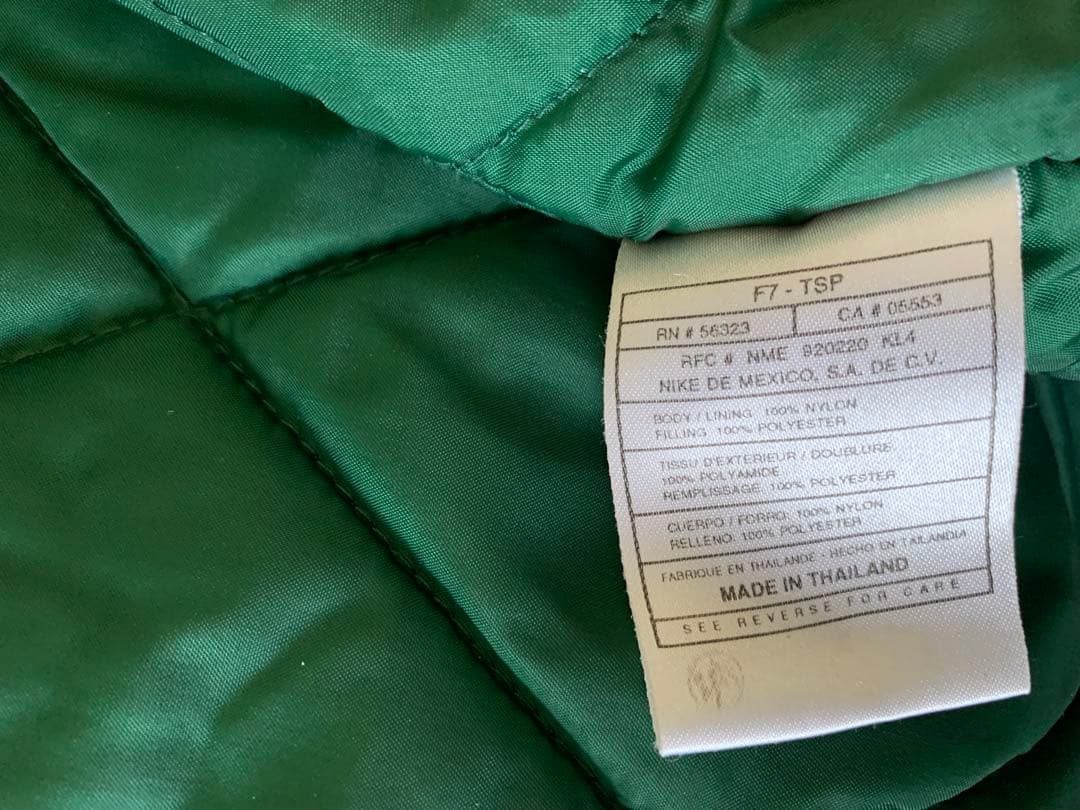 F7 - TSP
RN # 56323 CA # 05553
RFC # NME 920220 KL4
NIKE DE MEXICO, S.A. DE C.V.
BODY / LINING: 100% NYLON
FILLING: 100% POLYESTER
TISSU D'EXTERIEUR / DOUBLURE:
100% POLYAMIDE
REMPLISSAGE: 100% POLYESTER
CUERPO / FORRO: 100% NYLON
RELLENO: 100% POLYESTER
FABRIQUE EN THAILANDE - HECHO EN TAILANDIA
MADE IN THAILAND
SEE REVERSE FOR CARE